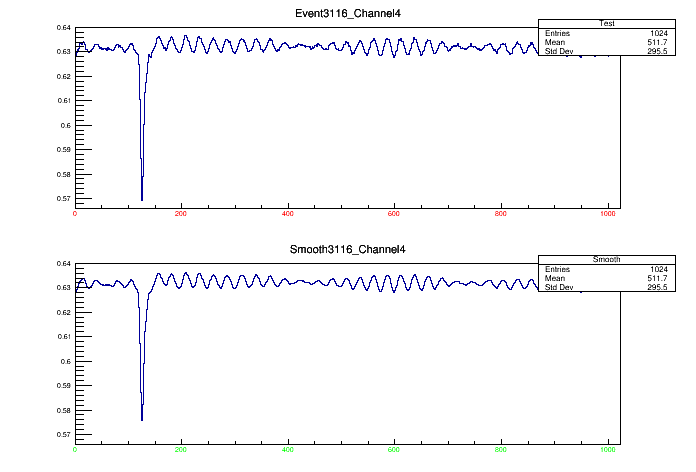 Event3116_Channel4
Test
Entries 1024
Mean 511.7
Std Dev 295.5
0.64
0.63
0.62
0.61
0.6
0.59
0.58
0.57
0 200 400 600 800 1000
Smooth3116_Channel4
Smooth
Entries 1024
Mean 511.7
Std Dev 295.5
0.64
0.63
0.62
0.61
0.6
0.59
0.58
0.57
0 200 400 600 800 1000